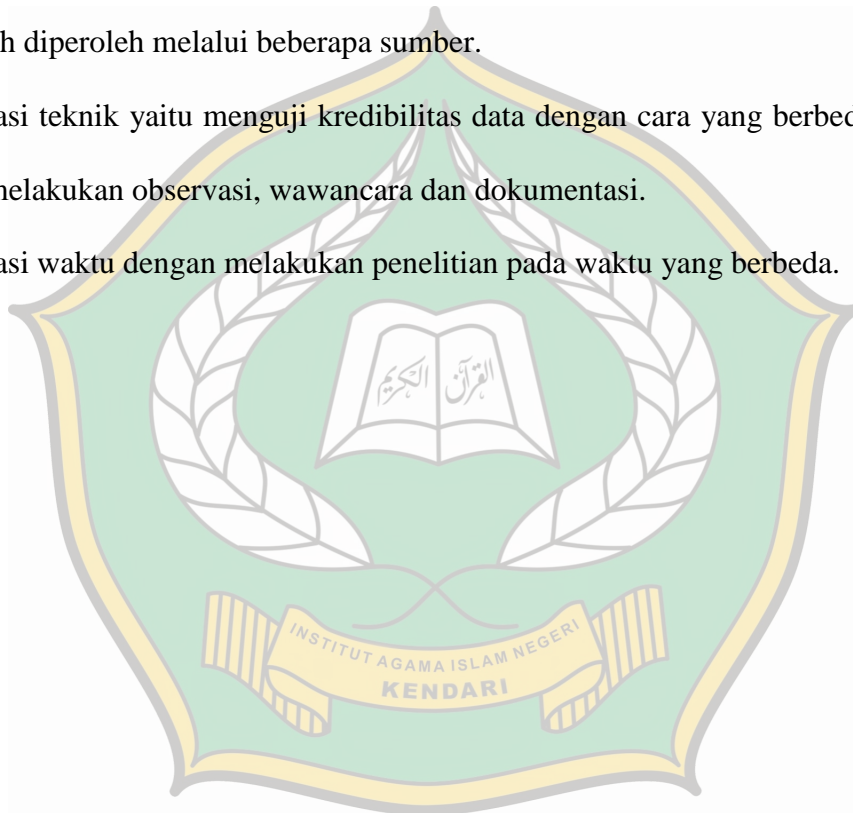 h diperoleh melalui beberapa sumber.
asi teknik yaitu menguji kredibilitas data dengan cara yang berbed
nelakukan observasi, wawancara dan dokumentasi.
asi waktu dengan melakukan penelitian pada waktu yang berbeda.
القرآن الكريم
INSTITUT AGAMA ISLAM NEGERI
KENDARI